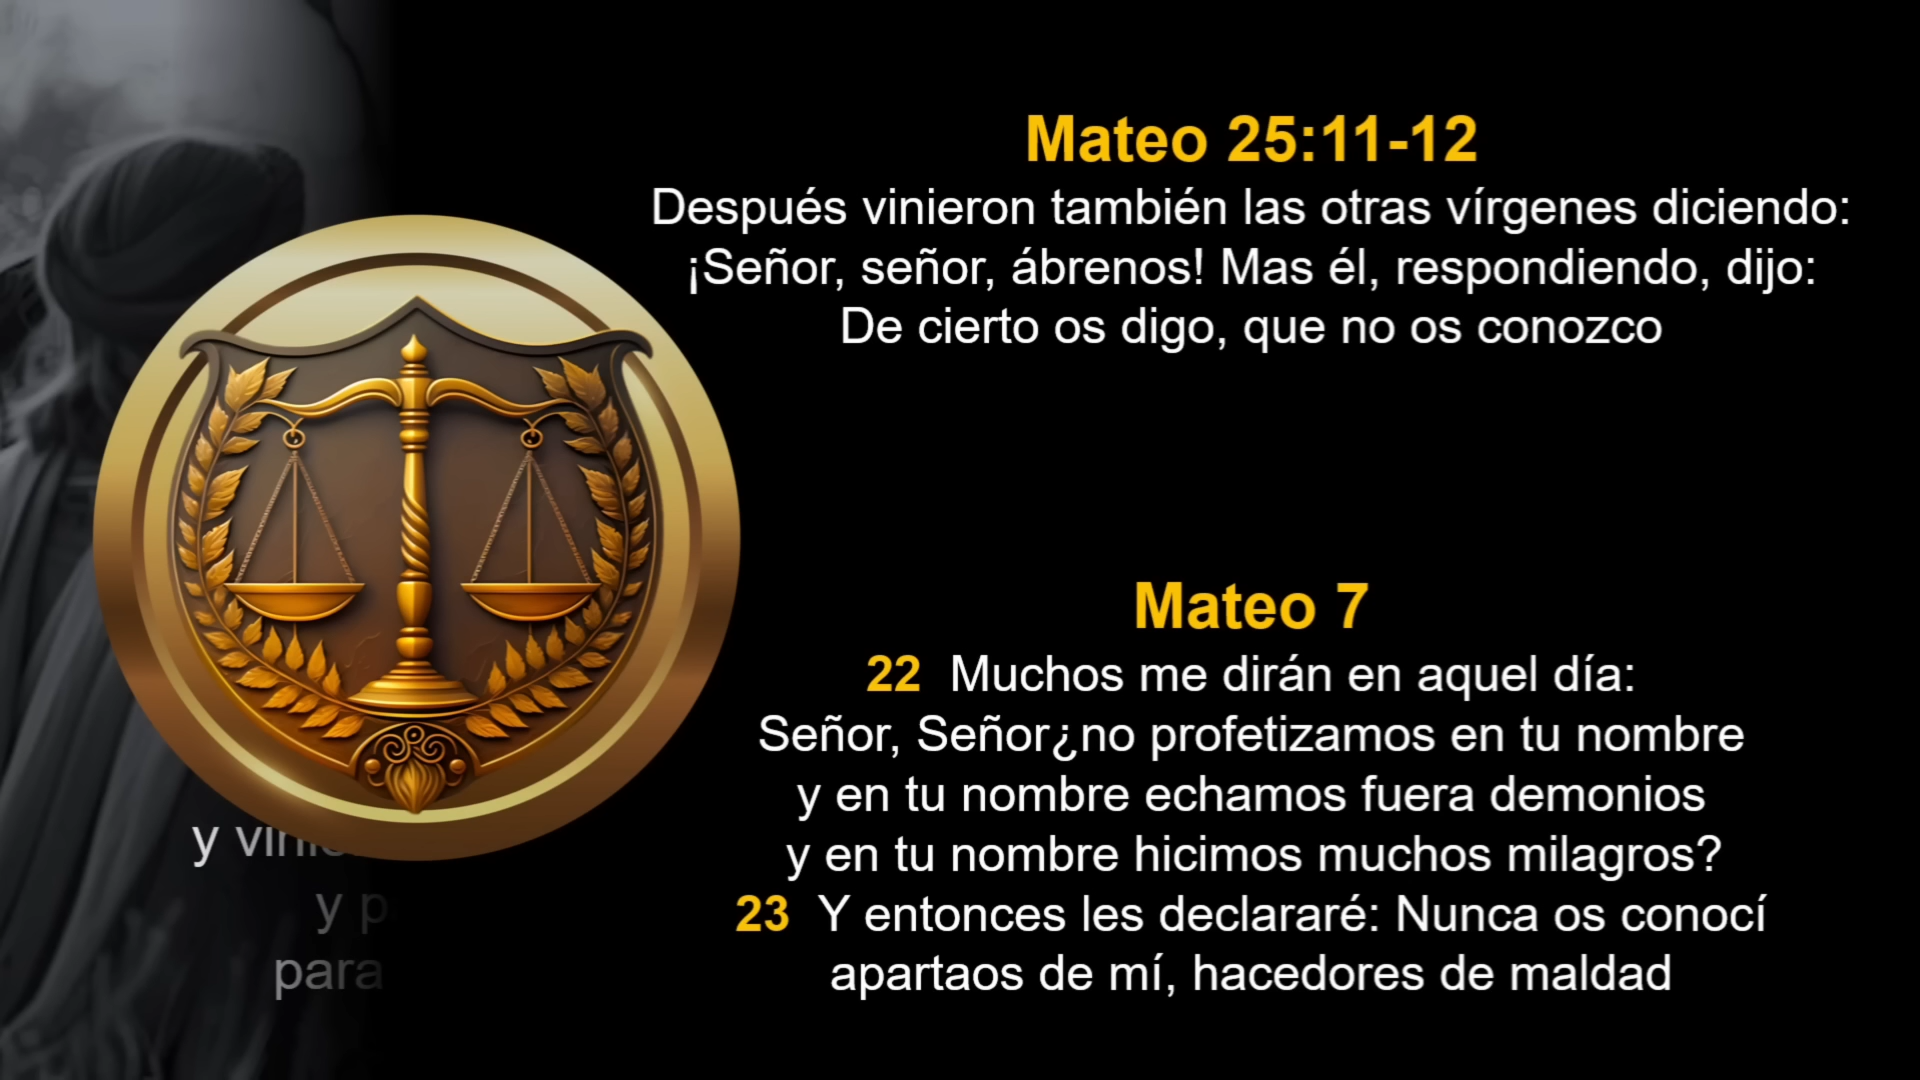 Mateo 25:11-12
Después vinieron también las otras vírgenes diciendo:
¡Señor, señor, ábrenos! Mas él, respondiendo, dijo:
De cierto os digo, que no os conozco
Mateo 7
22 Muchos me dirán en aquel día:
Señor, Señor¿no profetizamos en tu nombre
y en tu nombre echamos fuera demonios
y en tu nombre hicimos muchos milagros?
23 Y entonces les declararé: Nunca os conocí
apartaos de mí, hacedores de maldad
y
y
para